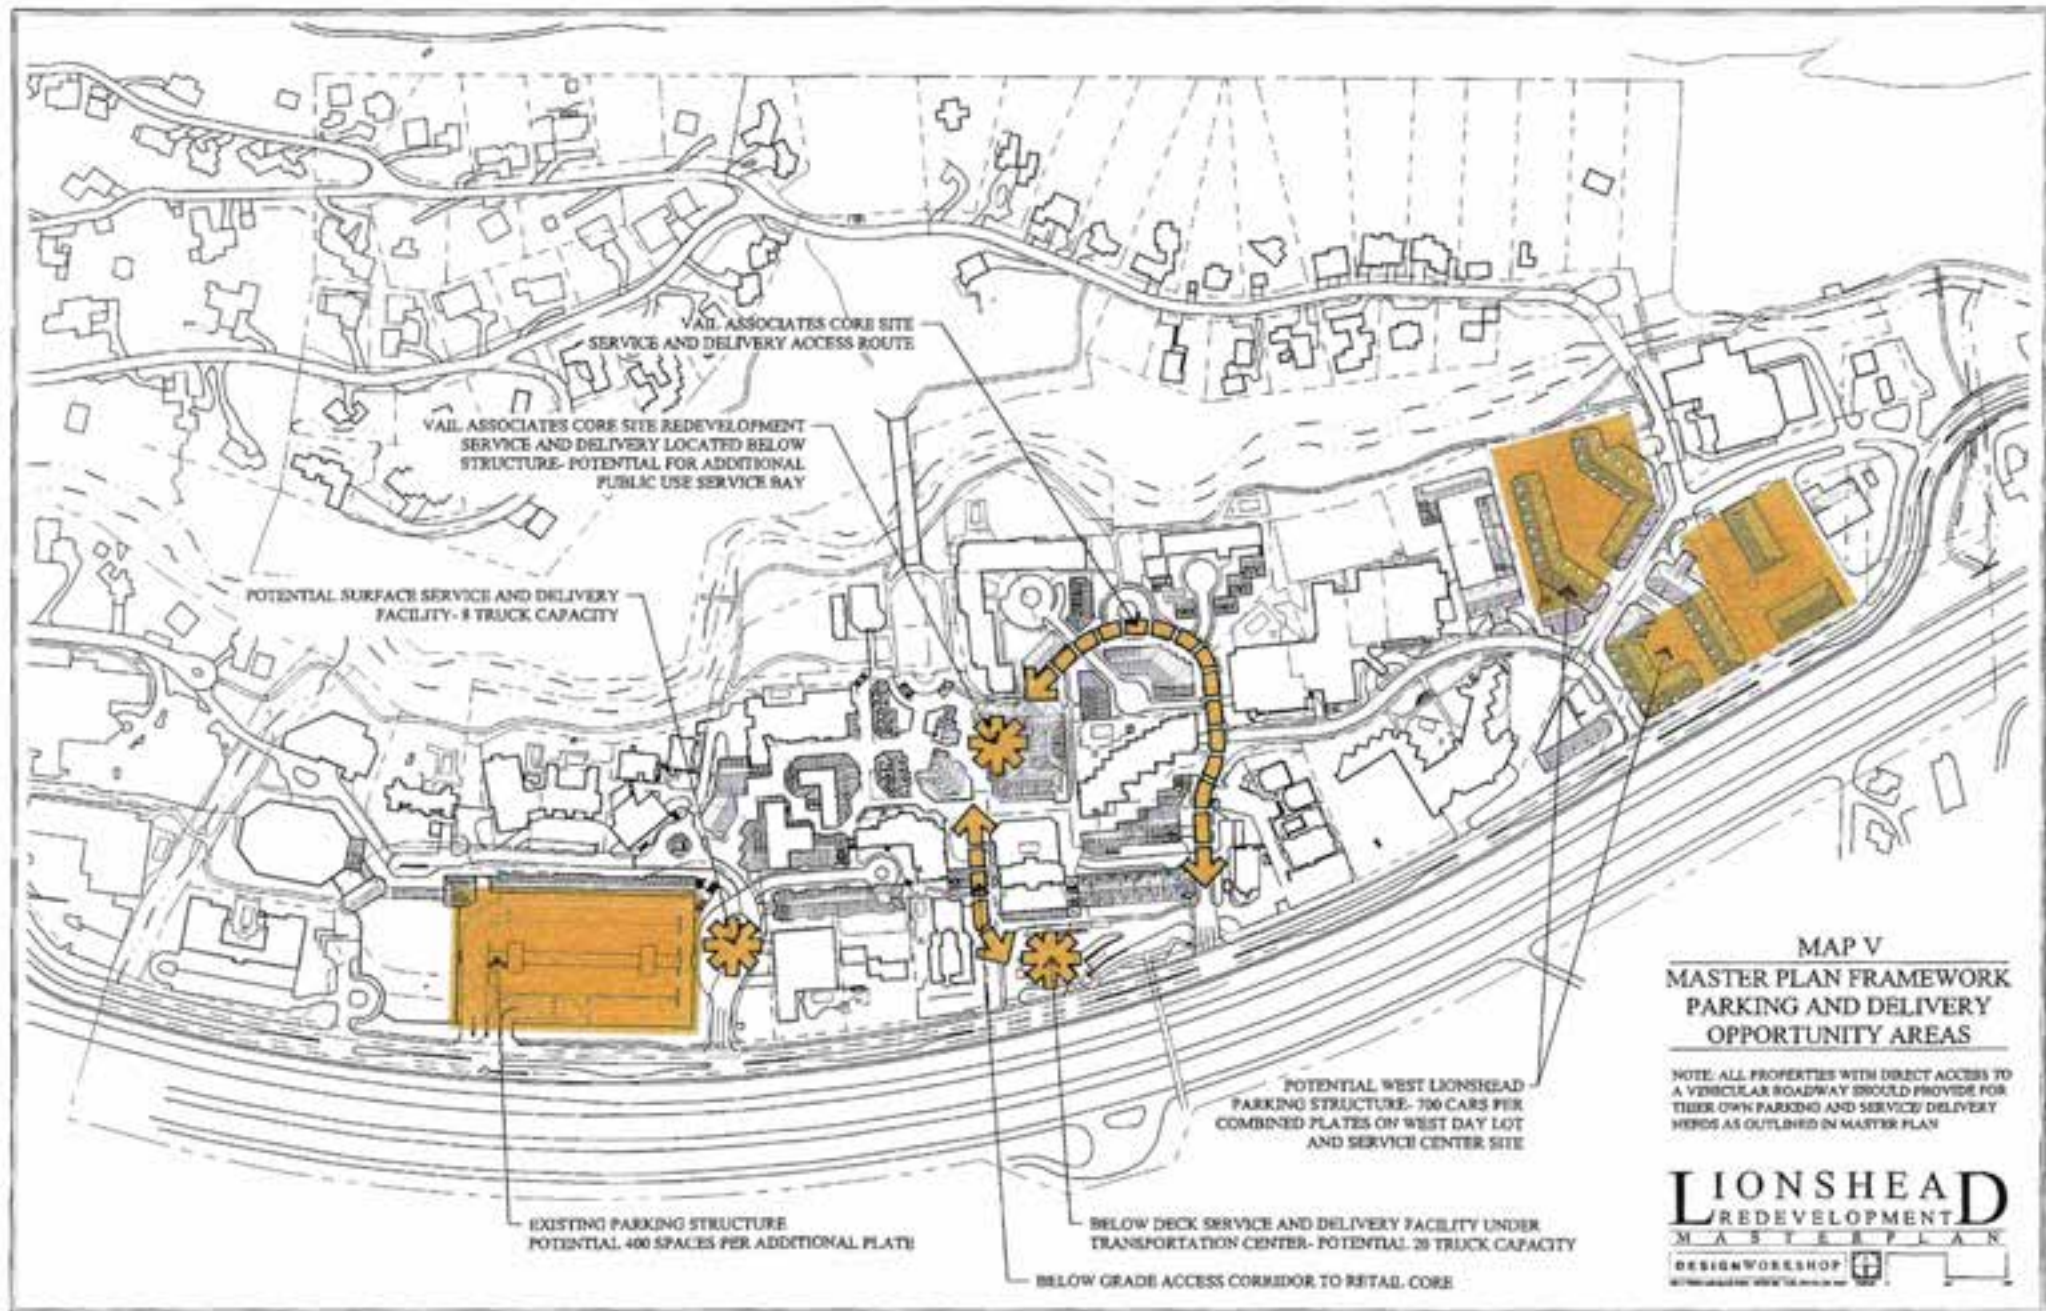 VAIL ASSOCIATES CORE SITE
SERVICE AND DELIVERY ACCESS ROUTE
VAIL ASSOCIATES CORE SITE REDEVELOPMENT
SERVICE AND DELIVERY LOCATED BELOW
STRUCTURE- POTENTIAL FOR ADDITIONAL
PUBLIC USE SERVICE BAY
POTENTIAL SURFACE SERVICE AND DELIVERY
FACILITY- 8 TRUCK CAPACITY
POTENTIAL WEST LIONSHEAD
PARKING STRUCTURE- 700 CARS PER
COMBINED PLATES ON WEST DAY LOT
AND SERVICE CENTER SITE
EXISTING PARKING STRUCTURE
POTENTIAL 400 SPACES PER ADDITIONAL PLATE
BELOW DECK SERVICE AND DELIVERY FACILITY UNDER
TRANSPORTATION CENTER- POTENTIAL 20 TRUCK CAPACITY
BELOW GRADE ACCESS CORRIDOR TO RETAIL CORE
MAP V
MASTER PLAN FRAMEWORK
PARKING AND DELIVERY
OPPORTUNITY AREAS
NOTE: ALL PROPERTIES WITH DIRECT ACCESS TO
A VEHICULAR ROADWAY SHOULD PROVIDE FOR
THIER OWN PARKING AND SERVICE/ DELIVERY
NEEDS AS OUTLINED IN MASTER PLAN
LIONSHEAD
REDEVELOPMENT
MASTERPLAN
DESIGNWORKSHOP